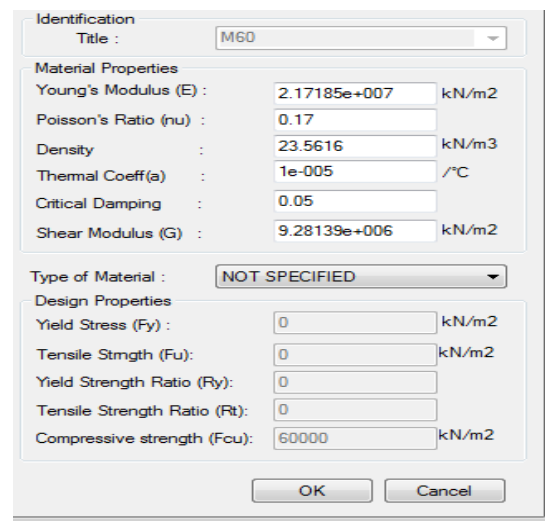 Identification
Title : M60
Material Properties
Young's Modulus (E) : 2.17185e+007 kN/m2
Poisson's Ratio (nu) : 0.17
Density : 23.5616 kN/m3
Thermal Coeff(a) : 1e-005 /°C
Critical Damping : 0.05
Shear Modulus (G) : 9.28139e+006 kN/m2
Type of Material : NOT SPECIFIED
Design Properties
Yield Stress (Fy) : 0 kN/m2
Tensile Strngth (Fu): 0 kN/m2
Yield Strength Ratio (Ry): 0
Tensile Strength Ratio (Rt): 0
Compressive strength (Fcu): 60000 kN/m2
OK Cancel